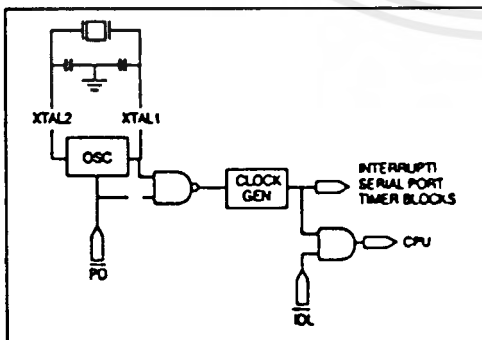 XTAL2 XTAL1
OSC
CLOCK
GEN
INTERRUPT
SERIAL PORT
TIMER BLOCKS
CPU
PD
IDL